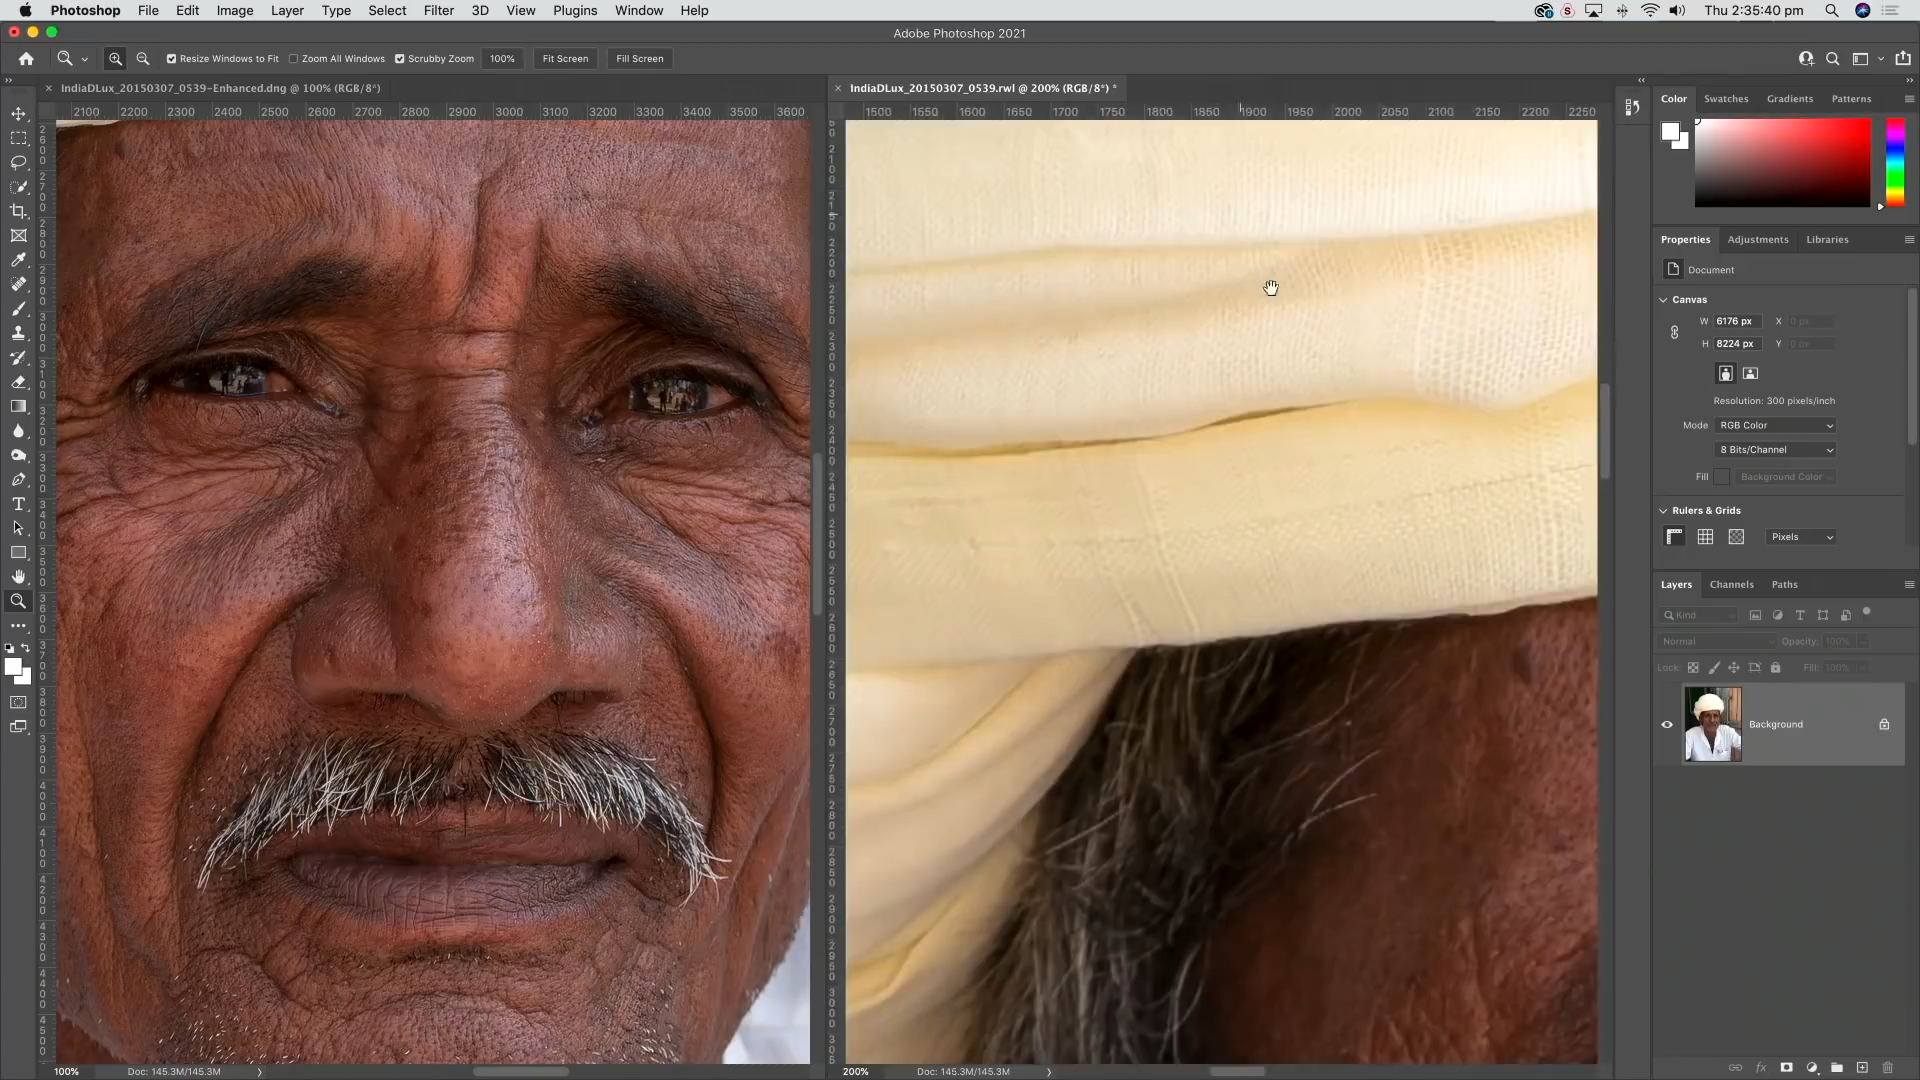 Photoshop File Edit Image Layer Type Select Filter 3D View Plugins Window Help Thu 2:35:40 pm
Adobe Photoshop 2021
Resize Windows to Fit Zoom All Windows Scrubby Zoom 100% Fit Screen Fill Screen
IndiaDLux_20150307_0539-Enhanced.dng @ 100% (RGB/8*) IndiaDLux_20150307_0539.rwl @ 200% (RGB/8*) *
2100 2200 2300 2400 2500 2600 2700 2800 2900 3000 3100 3200 3300 3400 3500 3600
1500 1550 1600 1650 1700 1750 1800 1850 1900 1950 2000 2050 2100 2150 2200 2250
Color Swatches Gradients Patterns
Properties Adjustments Libraries
Document
Canvas
W 6176 px X 0 px
H 8224 px Y 0 px
Resolution: 300 pixels/inch
Mode RGB Color
8 Bits/Channel
Fill Background Color
Rulers & Grids
Pixels
Layers Channels Paths
Kind
Normal Opacity: 100%
Lock: Fill: 100%
Background
100% Doc: 145.3M/145.3M
200% Doc: 145.3M/145.3M